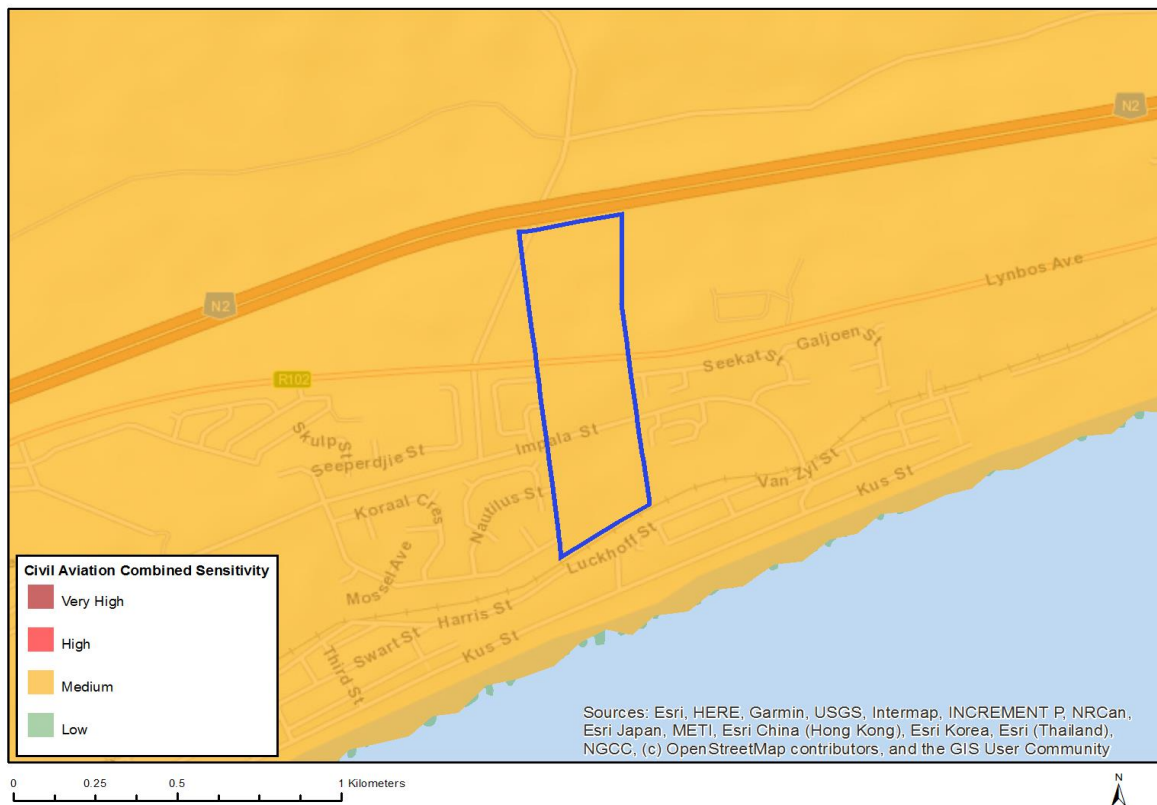 N2
N2
Lynbos Ave
Galjoen St
Seekat St
R102
Impala St
Skulp St
Seeperdjie St
Koraal Cres
Nautilus St
Van Zyl St
Kus St
Luckhoff St
Mossel Ave
Harris St
Swart St
Kus St
Third St
Civil Aviation Combined Sensitivity
Very High
High
Medium
Low
Sources: Esri, HERE, Garmin, USGS, Intermap, INCREMENT P, NRCan,
Esri Japan, METI, Esri China (Hong Kong), Esri Korea, Esri (Thailand),
NGCC, (c) OpenStreetMap contributors, and the GIS User Community
0 0.25 0.5 1 Kilometers
N